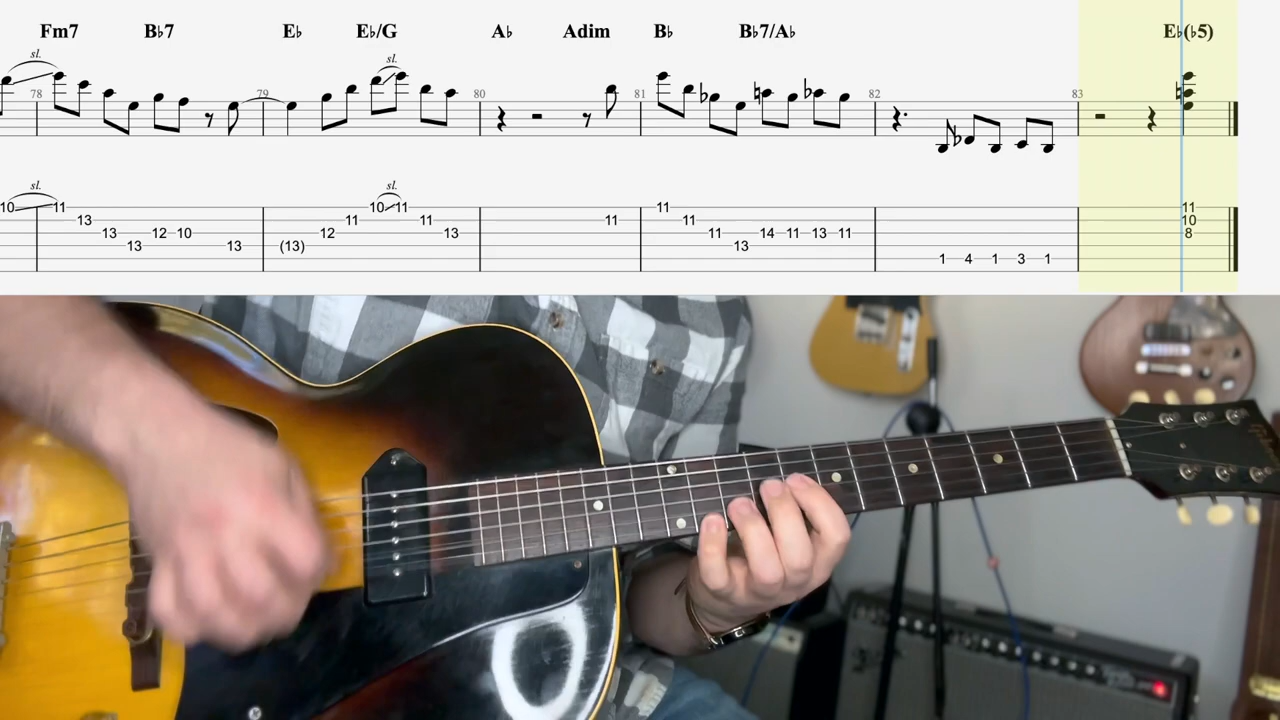 Fm7 B♭7 E♭ E♭/G A♭ Adim B♭ B♭7/A♭ E♭(♭5)
sl. sl.
78 79 80 81 82 83
sl. sl.
10 11 10 11 11 11 11
13 11 11 11 11 10
13 12 10 12 13 11 14 11 13 11 8
13 13 (13) 13
1 4 1 3 1